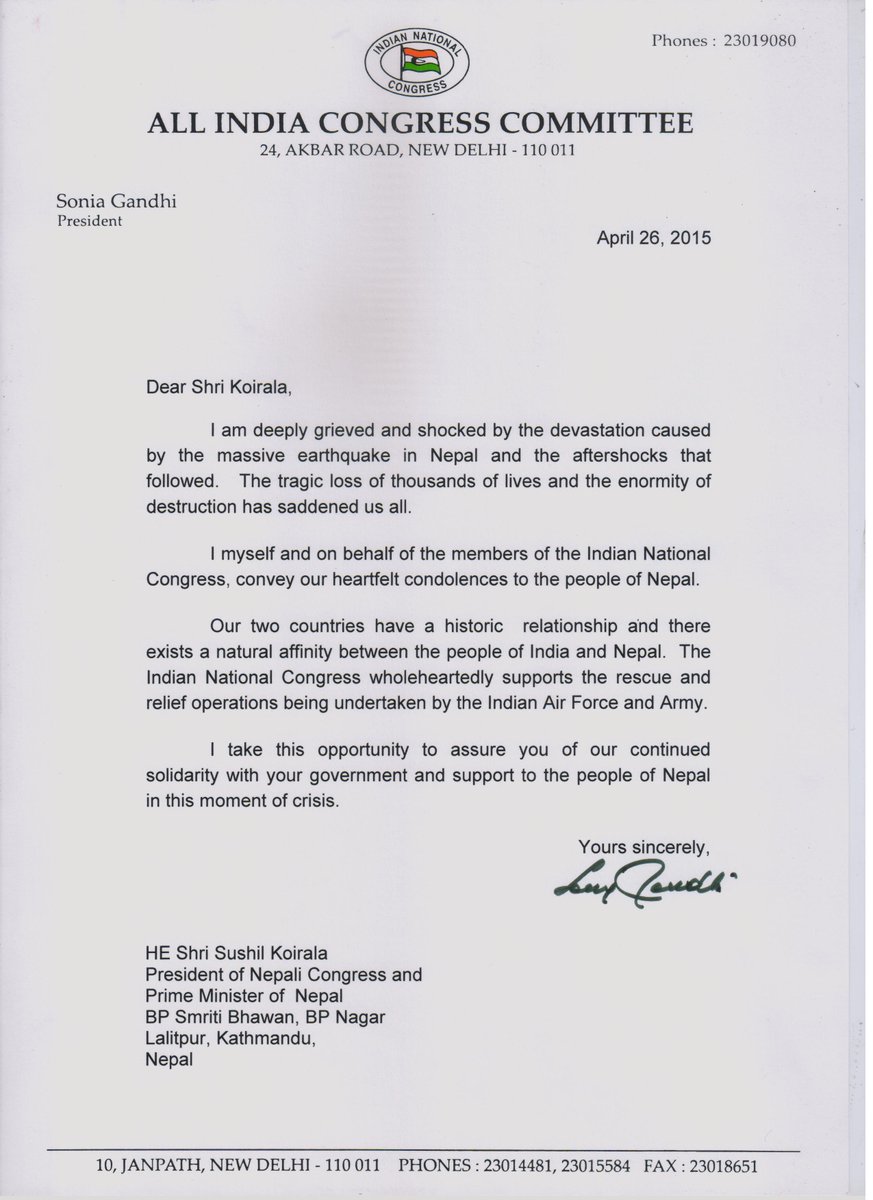 Phones : 23019080
INDIAN NATIONAL
CONGRESS
ALL INDIA CONGRESS COMMITTEE
24, AKBAR ROAD, NEW DELHI - 110 011
Sonia Gandhi
President
April 26, 2015
Dear Shri Koirala,
I am deeply grieved and shocked by the devastation caused
by the massive earthquake in Nepal and the aftershocks that
followed. The tragic loss of thousands of lives and the enormity of
destruction has saddened us all.
I myself and on behalf of the members of the Indian National
Congress, convey our heartfelt condolences to the people of Nepal.
Our two countries have a historic relationship and there
exists a natural affinity between the people of India and Nepal. The
Indian National Congress wholeheartedly supports the rescue and
relief operations being undertaken by the Indian Air Force and Army.
I take this opportunity to assure you of our continued
solidarity with your government and support to the people of Nepal
in this moment of crisis.
Yours sincerely,
Sonia Gandhi
HE Shri Sushil Koirala
President of Nepali Congress and
Prime Minister of Nepal
BP Smriti Bhawan, BP Nagar
Lalitpur, Kathmandu,
Nepal
10, JANPATH, NEW DELHI - 110 011 PHONES : 23014481, 23015584 FAX : 23018651